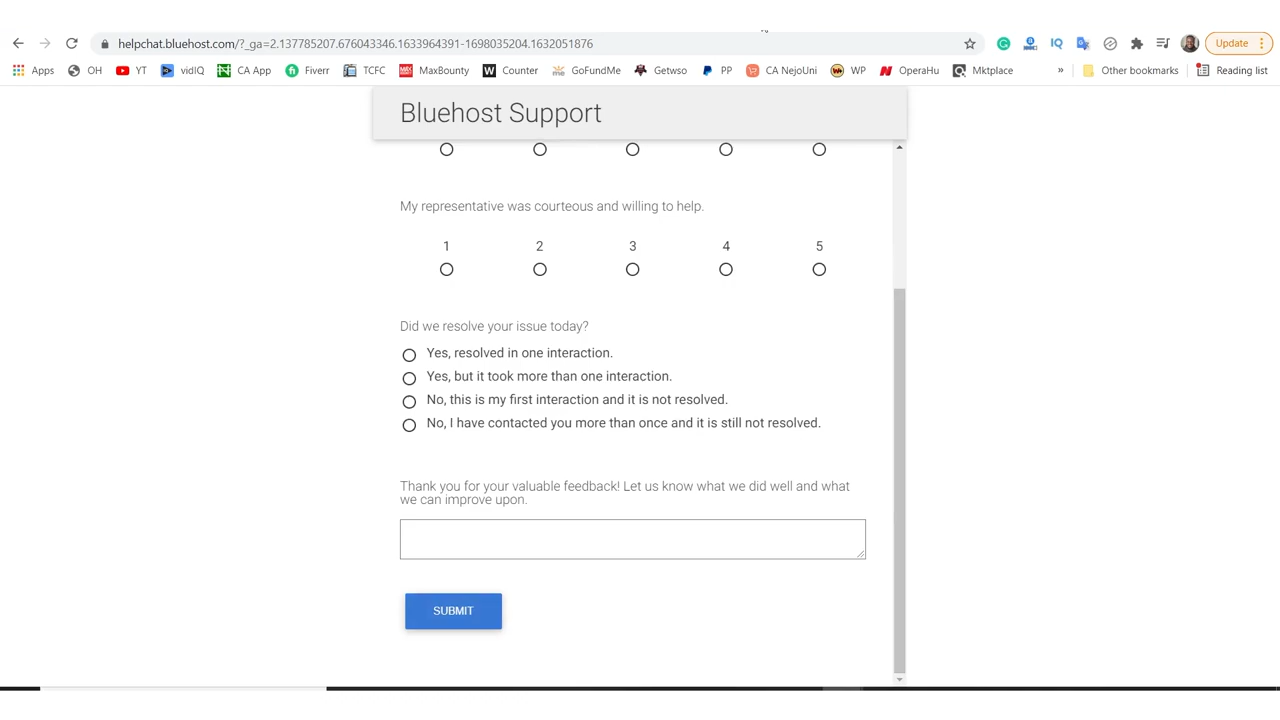 helpchat.bluehost.com/?_ga=2.137785207.676043346.1633964391-1698035204.1632051876
IQ
Update
Apps OH YT vidIQ CA App Fiverr TCFC MAX MaxBounty W Counter me GoFundMe Getwso PP CA NejoUni WP OperaHu Mktplace » Other bookmarks Reading list
Bluehost Support
My representative was courteous and willing to help.
1 2 3 4 5
Did we resolve your issue today?
Yes, resolved in one interaction.
Yes, but it took more than one interaction.
No, this is my first interaction and it is not resolved.
No, I have contacted you more than once and it is still not resolved.
Thank you for your valuable feedback! Let us know what we did well and what
we can improve upon.
SUBMIT